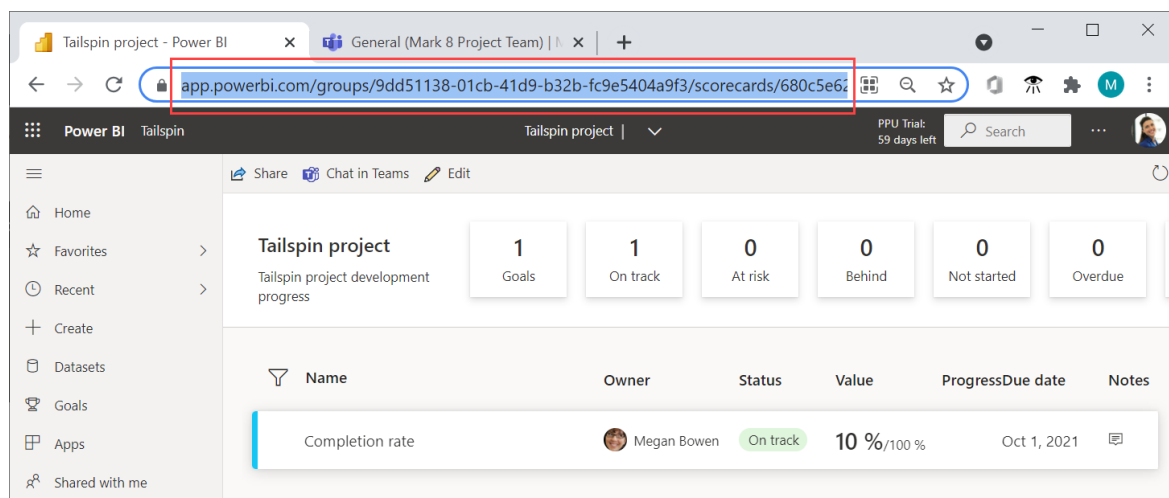 Tailspin project - Power BI
General (Mark 8 Project Team) |
app.powerbi.com/groups/9dd51138-01cb-41d9-b32b-fc9e5404a9f3/scorecards/680c5e62
M
Power BI Tailspin
Tailspin project |
PPU Trial:
59 days left
Search
Share Chat in Teams Edit
Home
Favorites
Recent
Create
Datasets
Goals
Apps
Shared with me
Tailspin project
Tailspin project development
progress
1 1 0 0 0 0
Goals On track At risk Behind Not started Overdue
Name Owner Status Value ProgressDue date Notes
Completion rate Megan Bowen On track 10 %/100 % Oct 1, 2021